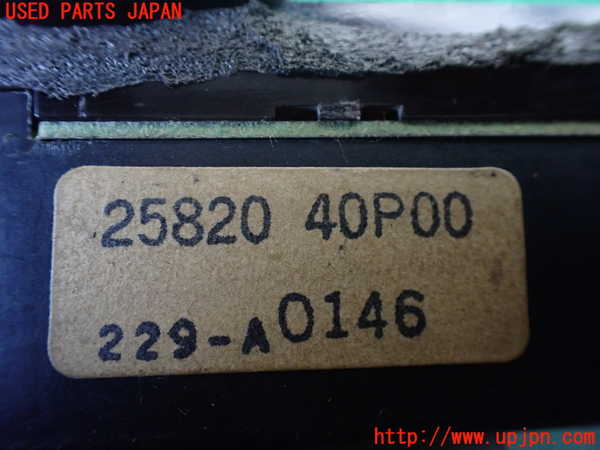 USED PARTS JAPAN
25820 40P00
229-A0146
http://www.upjpn.com/